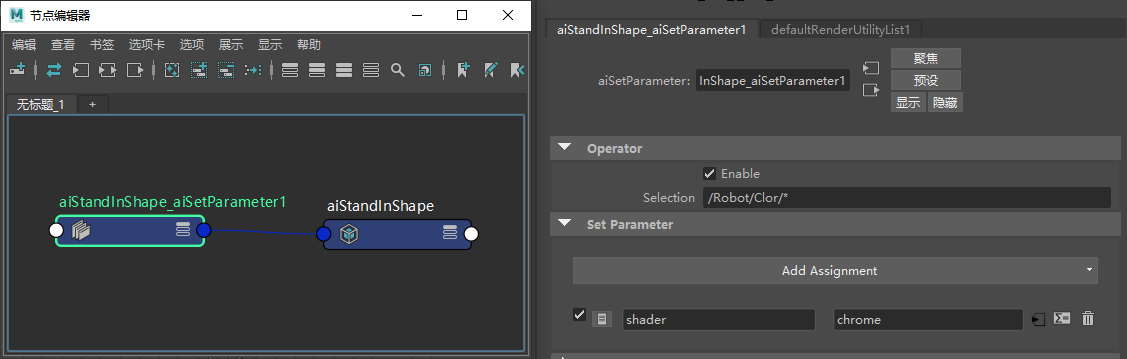 节点编辑器
编辑 查看 书签 选项卡 选项 展示 显示 帮助
无标题_1 +
aiStandInShape_aiSetParameter1
aiStandInShape
aiStandInShape_aiSetParameter1 defaultRenderUtilityList1
aiSetParameter: InShape_aiSetParameter1
聚焦
预设
显示 隐藏
Operator
Enable
Selection /Robot/Clor/*
Set Parameter
Add Assignment
shader chrome